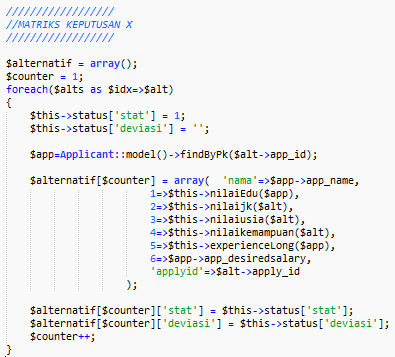 //////////////////
//MATRIKS KEPUTUSAN X
//////////////////
$alternatif = array();
$counter = 1;
foreach($alts as $idx=>$alt)
{
$this->status['stat'] = 1;
$this->status['deviasi'] = '';
$app=Applicant::model()->findByPk($alt->app_id);
$alternatif[$counter] = array( 'nama'=>$app->app_name,
1=>$this->nilaiEdu($app),
2=>$this->nilaijk($alt),
3=>$this->nilaiusia($alt),
4=>$this->nilaikemampuan($alt),
5=>$this->experienceLong($app),
6=>$app->app_desiredsalary,
'applyid'=>$alt->apply_id
);
$alternatif[$counter]['stat'] = $this->status['stat'];
$alternatif[$counter]['deviasi'] = $this->status['deviasi'];
$counter++;
}